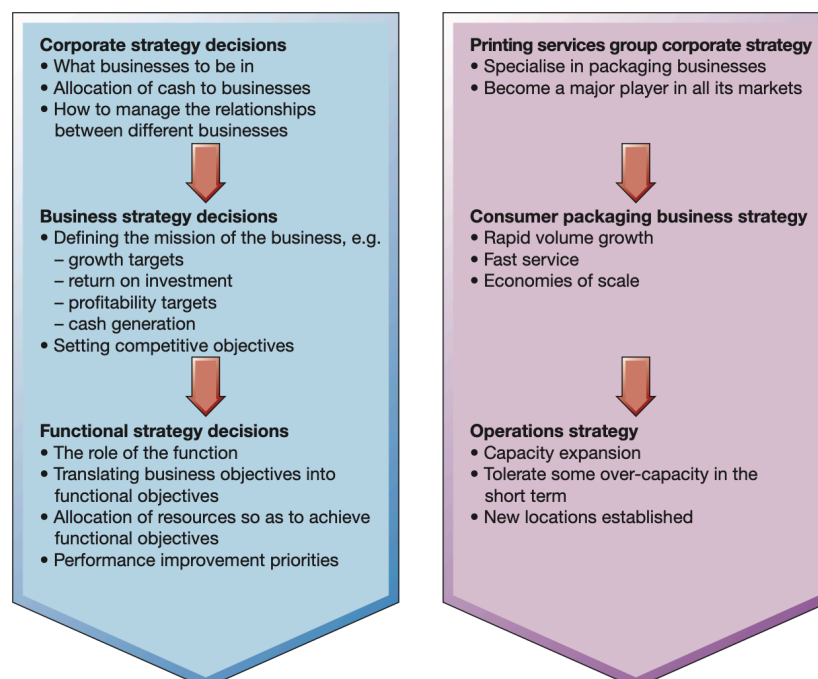 Corporate strategy decisions
• What businesses to be in
• Allocation of cash to businesses
• How to manage the relationships
between different businesses
Business strategy decisions
• Defining the mission of the business, e.g.
– growth targets
– return on investment
– profitability targets
– cash generation
• Setting competitive objectives
Functional strategy decisions
• The role of the function
• Translating business objectives into
functional objectives
• Allocation of resources so as to achieve
functional objectives
• Performance improvement priorities
Printing services group corporate strategy
• Specialise in packaging businesses
• Become a major player in all its markets
Consumer packaging business strategy
• Rapid volume growth
• Fast service
• Economies of scale
Operations strategy
• Capacity expansion
• Tolerate some over-capacity in the
short term
• New locations established